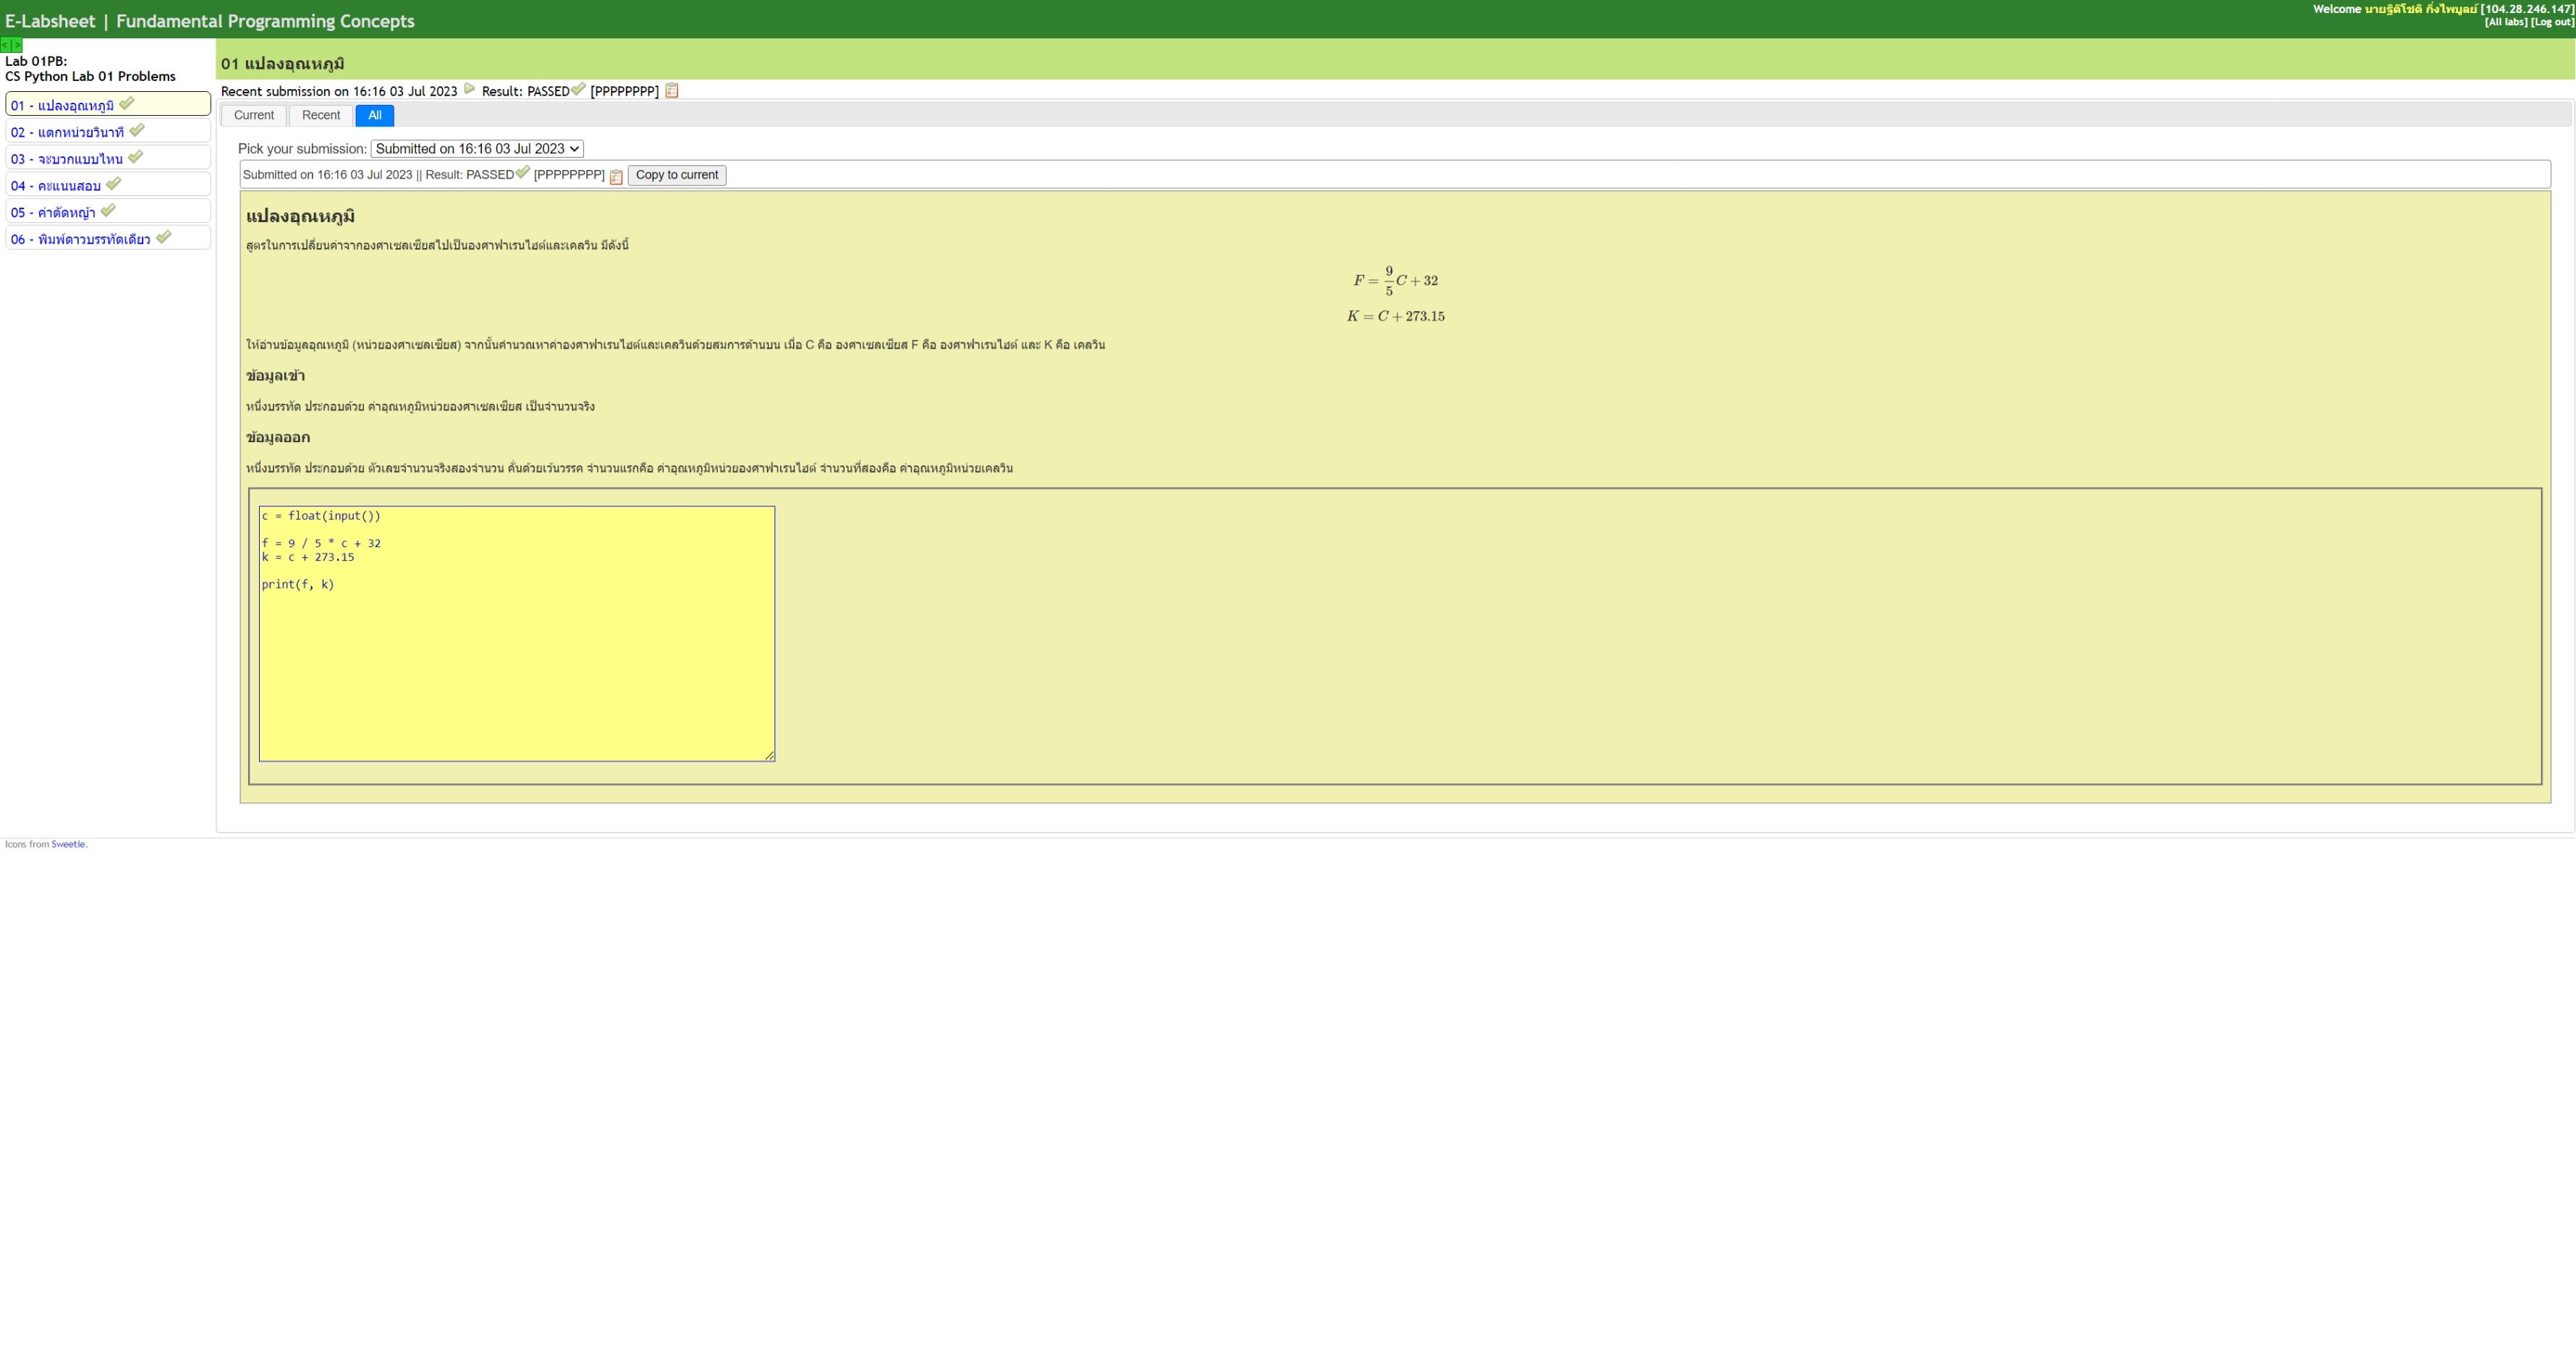 E-Labsheet | Fundamental Programming Concepts
Welcome นายฐิติโชติ กิ่งไพบูลย์ [104.28.246.147]
[All labs] [Log out]
<|>
Lab 01PB:
CS Python Lab 01 Problems
01 - แปลงอุณหภูมิ
02 - แตกหน่วยวินาที
03 - จะบวกแบบไหน
04 - คะแนนสอบ
05 - ค่าตัดหญ้า
06 - พิมพ์ดาวบรรทัดเดียว
01 แปลงอุณหภูมิ
Recent submission on 16:16 03 Jul 2023 Result: PASSED [PPPPPPPP]
Current Recent All
Pick your submission: Submitted on 16:16 03 Jul 2023
Submitted on 16:16 03 Jul 2023 || Result: PASSED [PPPPPPPP] Copy to current
แปลงอุณหภูมิ
สูตรในการเปลี่ยนค่าจากองศาเซลเซียสไปเป็นองศาฟาเรนไฮต์และเคลวิน มีดังนี้
F = 9/5 C + 32
K = C + 273.15
ให้อ่านข้อมูลอุณหภูมิ (หน่วยองศาเซลเซียส) จากนั้นคำนวณหาค่าองศาฟาเรนไฮต์และเคลวินด้วยสมการด้านบน เมื่อ C คือ องศาเซลเซียส F คือ องศาฟาเรนไฮต์ และ K คือ เคลวิน
ข้อมูลเข้า
หนึ่งบรรทัด ประกอบด้วย ค่าอุณหภูมิหน่วยองศาเซลเซียส เป็นจำนวนจริง
ข้อมูลออก
หนึ่งบรรทัด ประกอบด้วย ตัวเลขจำนวนจริงสองจำนวน คั่นด้วยเว้นวรรค จำนวนแรกคือ ค่าอุณหภูมิหน่วยองศาฟาเรนไฮต์ จำนวนที่สองคือ ค่าอุณหภูมิหน่วยเคลวิน
c = float(input())
f = 9 / 5 * c + 32
k = c + 273.15
print(f, k)
Icons from Sweetie.